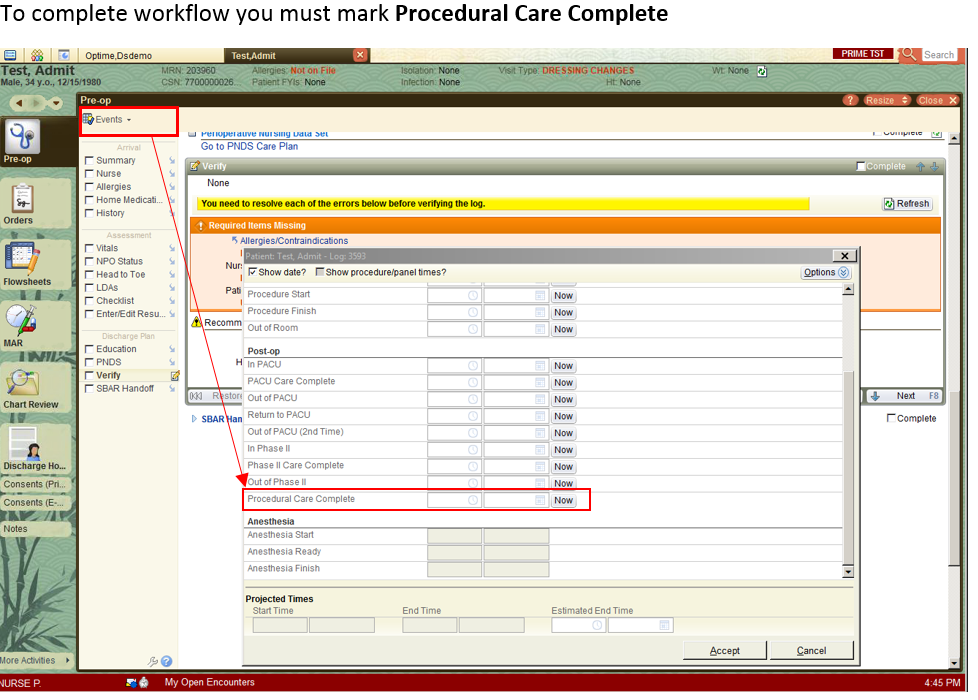 To complete workflow you must mark Procedural Care Complete
Optime,Dsdemo
Test,Admit
PRIME TST
Search
Test, Admit
MRN: 203960
Allergies: Not on File
Isolation: None
Visit Type: DRESSING CHANGES
Wt: None
Male, 34 y.o., 12/15/1980
CSN: 7700000026
Patient FYIs: None
Infection: None
Ht: None
Pre-op
Resize
Close
Events
Pre-op
Orders
Flowsheets
MAR
Chart Review
Discharge Ho...
Consents (Pri...
Consents (E-...
Notes
More Activities
Arrival
Summary
Nurse
Allergies
Home Medicati...
History
Assessment
Vitals
NPO Status
Head to Toe
LDAs
Checklist
Enter/Edit Resu...
Discharge Plan
Education
PNDS
Verify
SBAR Handoff
Perioperative Nursing Data Set
Complete
Go to PNDS Care Plan
Verify
Complete
None
You need to resolve each of the errors below before verifying the log.
Refresh
Required Items Missing
Allergies/Contraindications
Nur
Pati
Recomm
H
Restore
Next F8
SBAR Han
Complete
Patient: Test, Admit - Log: 3593
Show date?
Show procedure/panel times?
Options
Procedure Start
Now
Procedure Finish
Now
Out of Room
Now
Post-op
In PACU
Now
PACU Care Complete
Now
Out of PACU
Now
Return to PACU
Now
Out of PACU (2nd Time)
Now
In Phase II
Now
Phase II Care Complete
Now
Out of Phase II
Now
Procedural Care Complete
Now
Anesthesia
Anesthesia Start
Anesthesia Ready
Anesthesia Finish
Projected Times
Start Time
End Time
Estimated End Time
Accept
Cancel
NURSE P.
My Open Encounters
4:45 PM